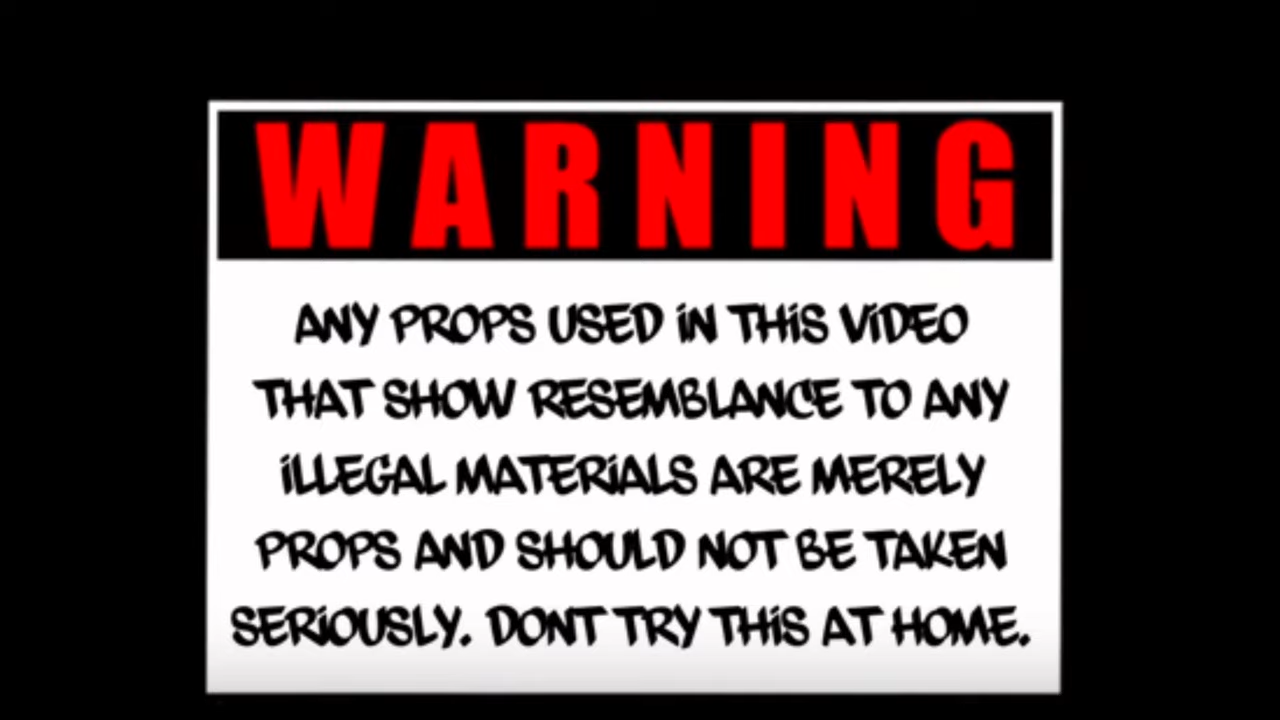 WARNING
ANY PROPS USED iN THiS ViDEO
THAT SHOW RESEMBLANCE TO ANY
iLLEGAL MATERiALS ARE MERELY
PROPS AND SHOULD NOT BE TAKEN
SERiOUSLY. DONT TRY THiS AT HOME.